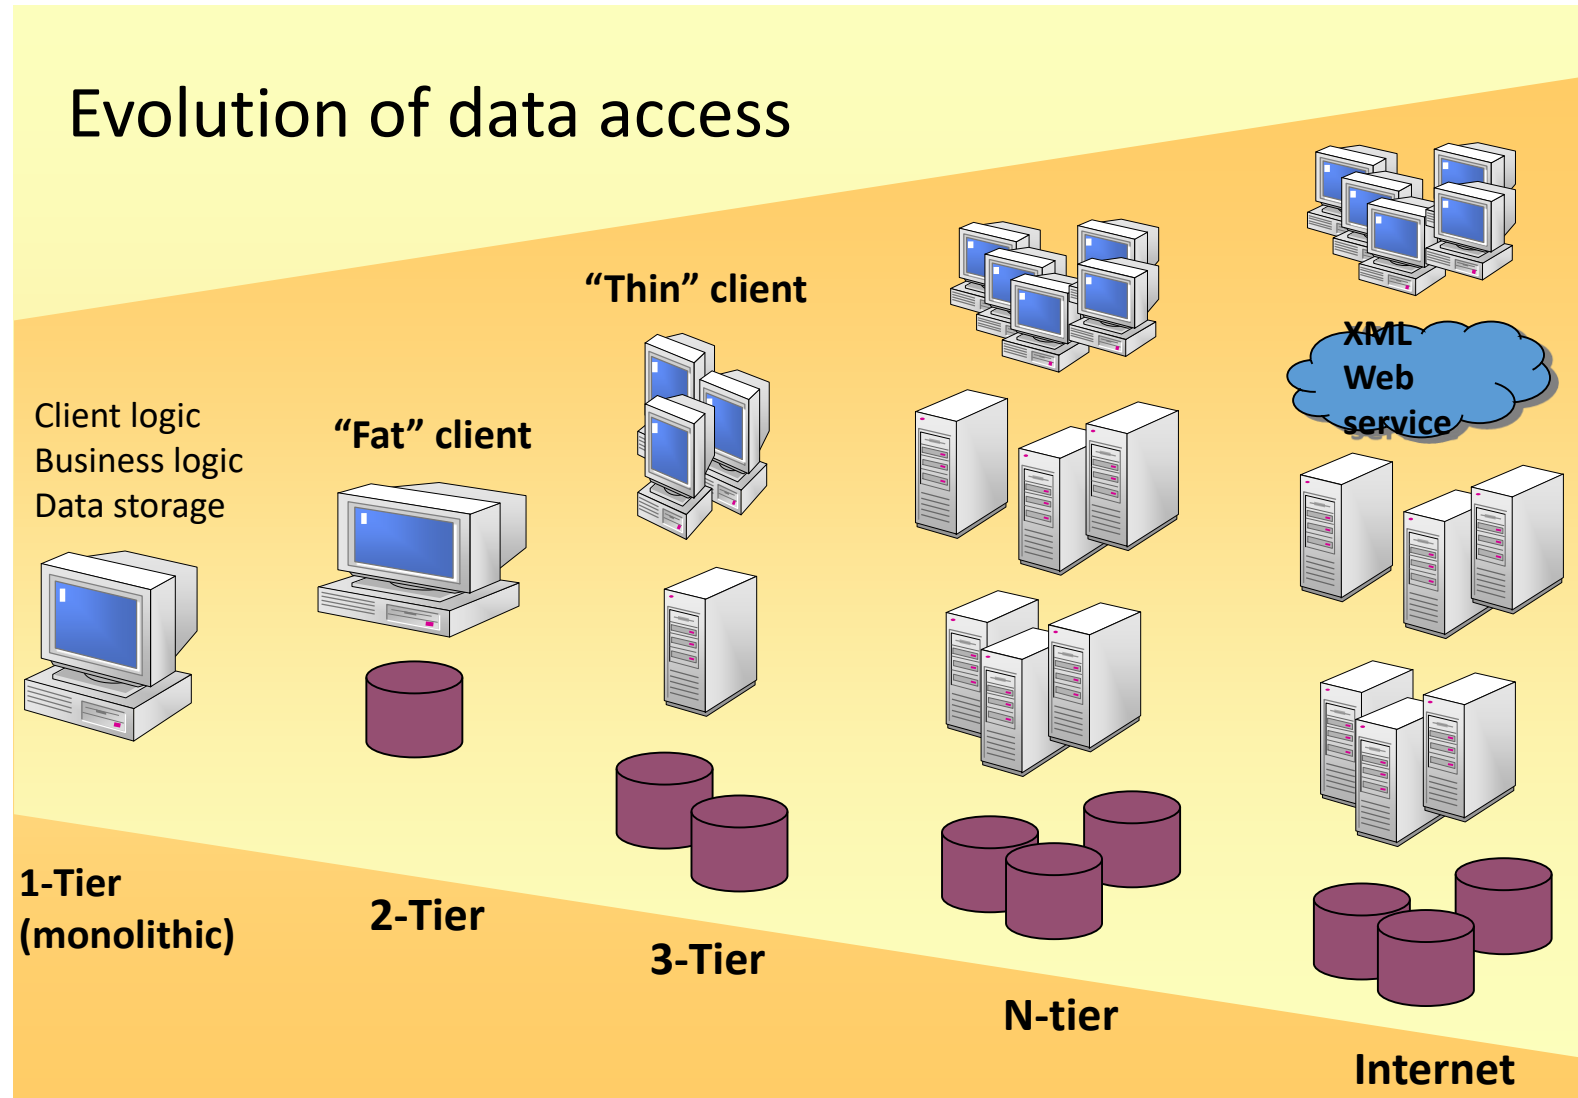 Evolution of data access
Client logic
Business logic
Data storage
“Fat” client
“Thin” client
XML
Web
service
1-Tier
(monolithic)
2-Tier
3-Tier
N-tier
Internet